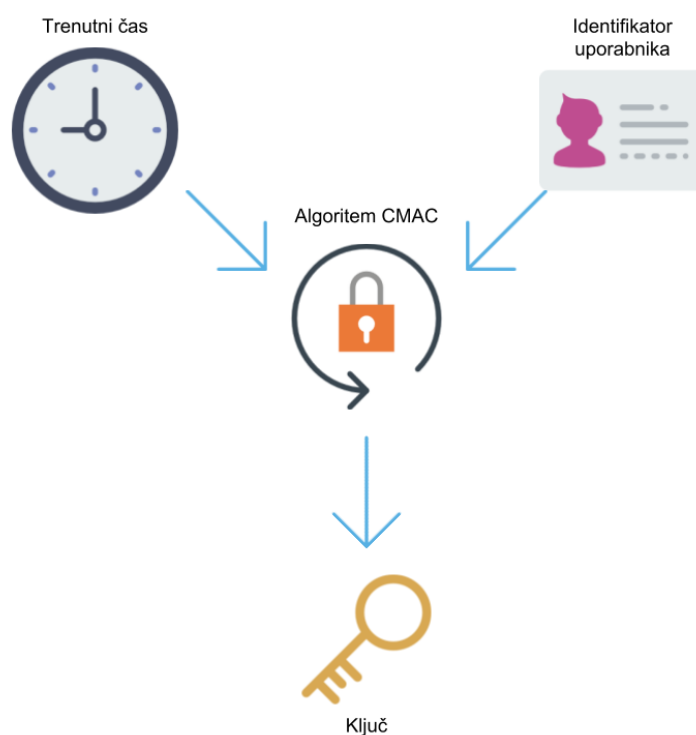 Trenutni čas
Identifikator
uporabnika
Algoritem CMAC
Ključ